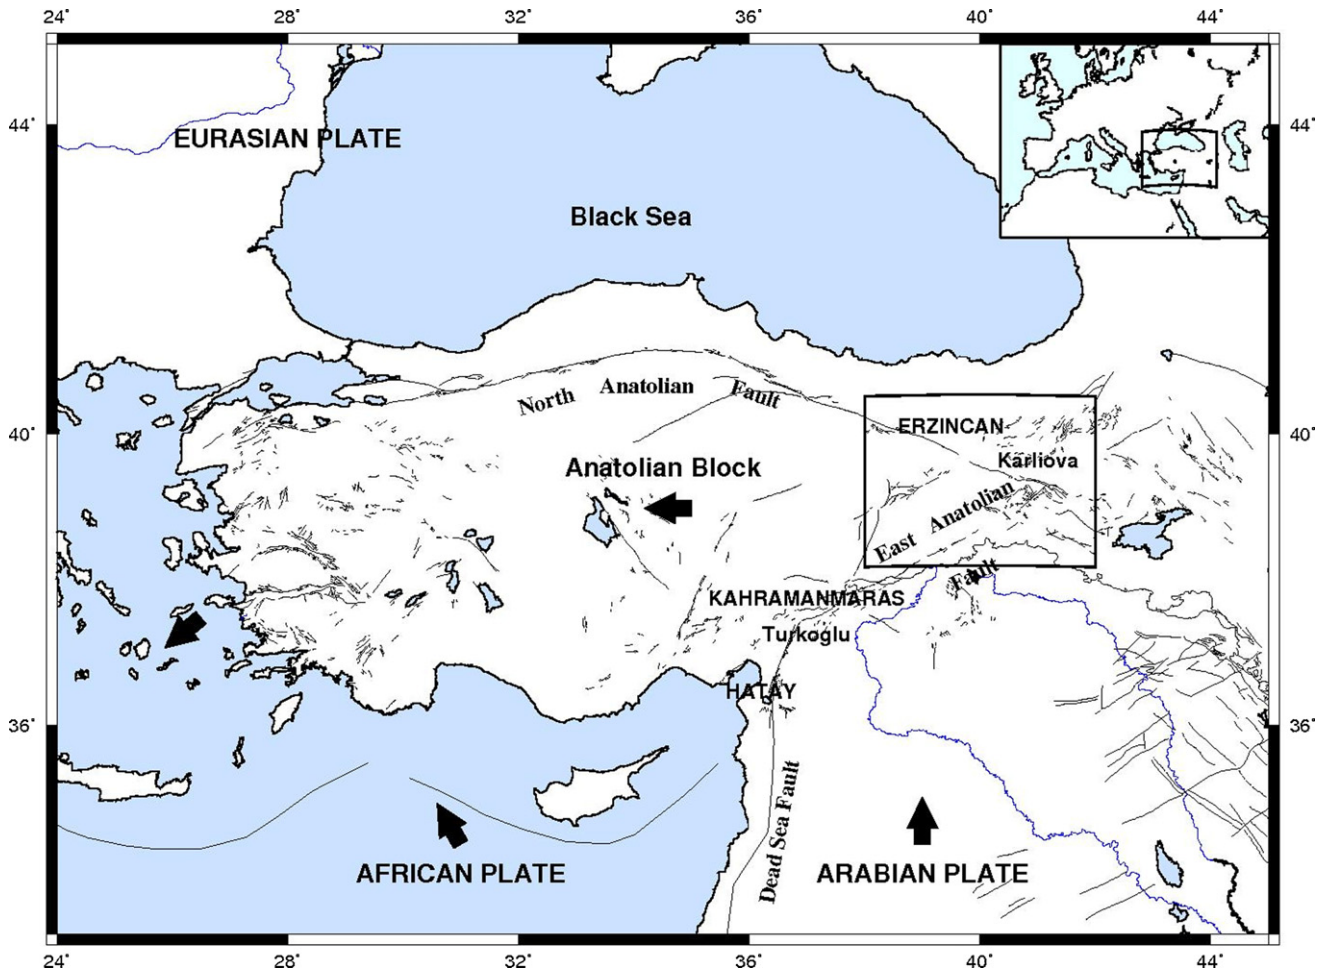 24° 28° 32° 36° 40° 44°
44° 44°
EURASIAN PLATE
Black Sea
North Anatolian Fault
ERZINCAN
40° 40°
Karliova
Anatolian Block
East Anatolian Fault
KAHRAMANMARAS
Turkoglu
HATAY
36° 36°
Dead Sea Fault
AFRICAN PLATE
ARABIAN PLATE
24° 28° 32° 36° 40° 44°